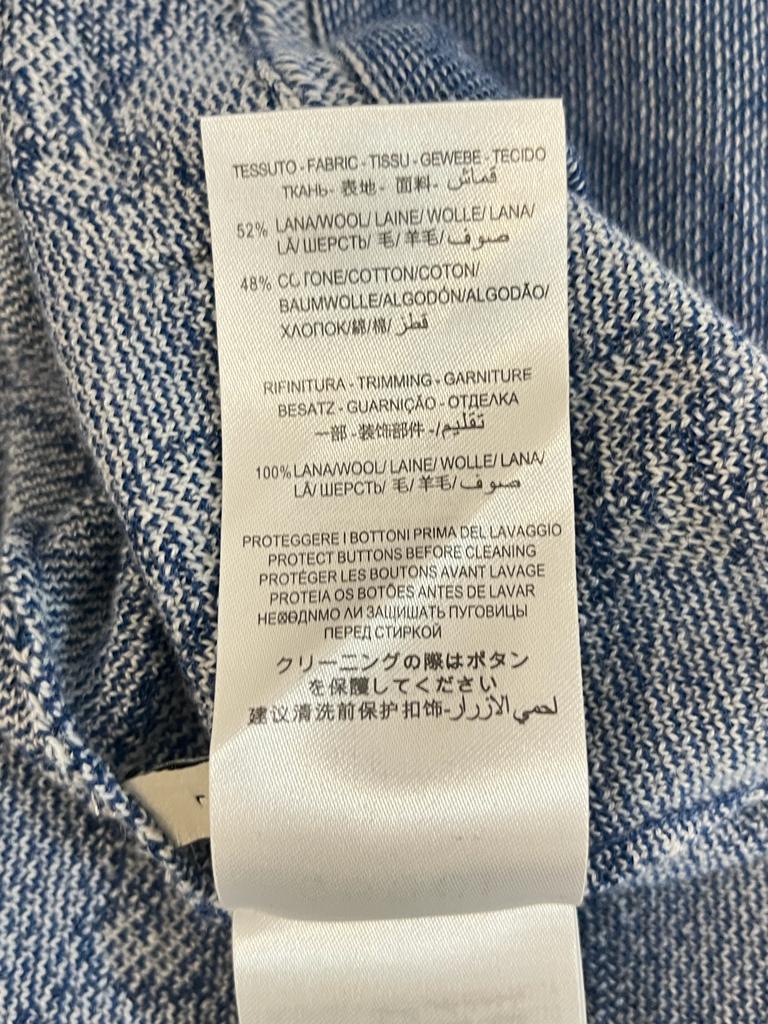 TESSUTO - FABRIC - TISSU - GEWEBE - TECIDO
ТКАНЬ - 表地 - 面料 - قماش
52% LANA/WOOL/ LAINE/ WOLLE/ LANA/
LÃ/ ШЕРСТЬ/ 毛/ 羊毛/ صوف
48% COTONE/COTTON/COTON/
BAUMWOLLE/ALGODÓN/ALGODÃO/
ХЛОПОК/綿/棉/ قطز
RIFINITURA - TRIMMING - GARNITURE
BESATZ - GUARNIÇÃO - ОТДЕЛКА
一部 - 装饰部件 -/تقليم
100% LANA/WOOL/ LAINE/ WOLLE/ LANA/
LÃ/ ШЕРСТЬ/ 毛/ 羊毛/ صوف
PROTEGGERE I BOTTONI PRIMA DEL LAVAGGIO
PROTECT BUTTONS BEFORE CLEANING
PROTÉGER LES BOUTONS AVANT LAVAGE
PROTEIA OS BOTÕES ANTES DE LAVAR
ЛИ ЗАЩИШАТЬ ПУГОВИЦЫ
ПЕРЕД СТИРКОЙ
クリーニングの際はボタン
を保護してください
建议清洗前保护扣饰-لحمي الأزرار